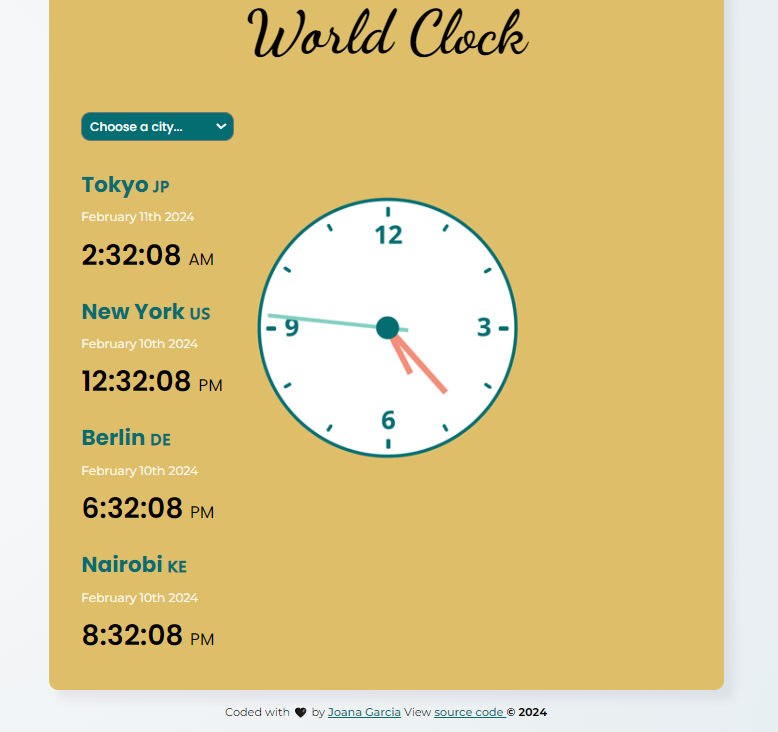 World Clock
Choose a city...
Tokyo JP
February 11th 2024
2:32:08 AM
New York US
February 10th 2024
12:32:08 PM
Berlin DE
February 10th 2024
6:32:08 PM
Nairobi KE
February 10th 2024
8:32:08 PM
12
9
3
6
Coded with 🖤 by Joana Garcia View source code © 2024